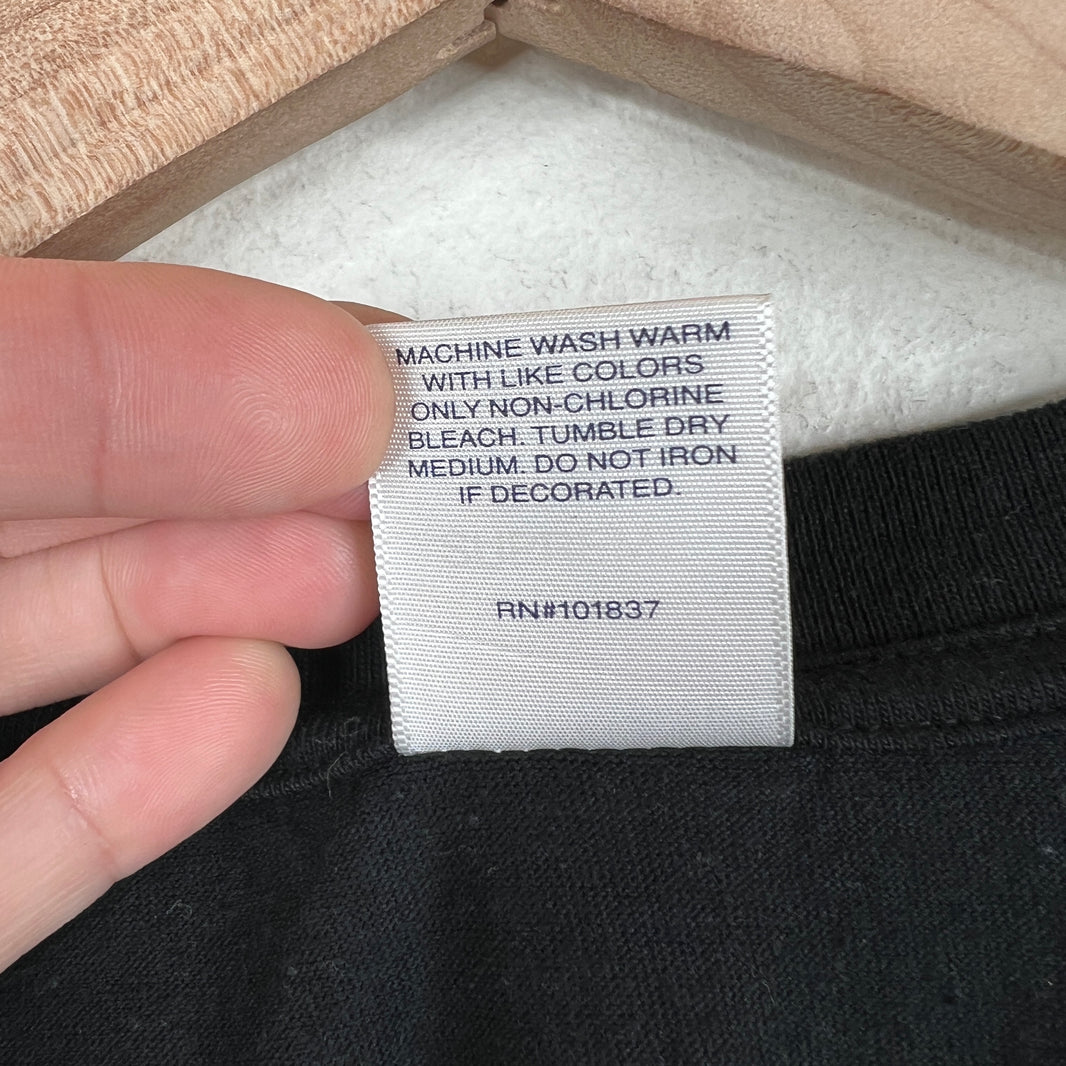 MACHINE WASH WARM
WITH LIKE COLORS
ONLY NON-CHLORINE
BLEACH. TUMBLE DRY
MEDIUM. DO NOT IRON
IF DECORATED.
RN#101837